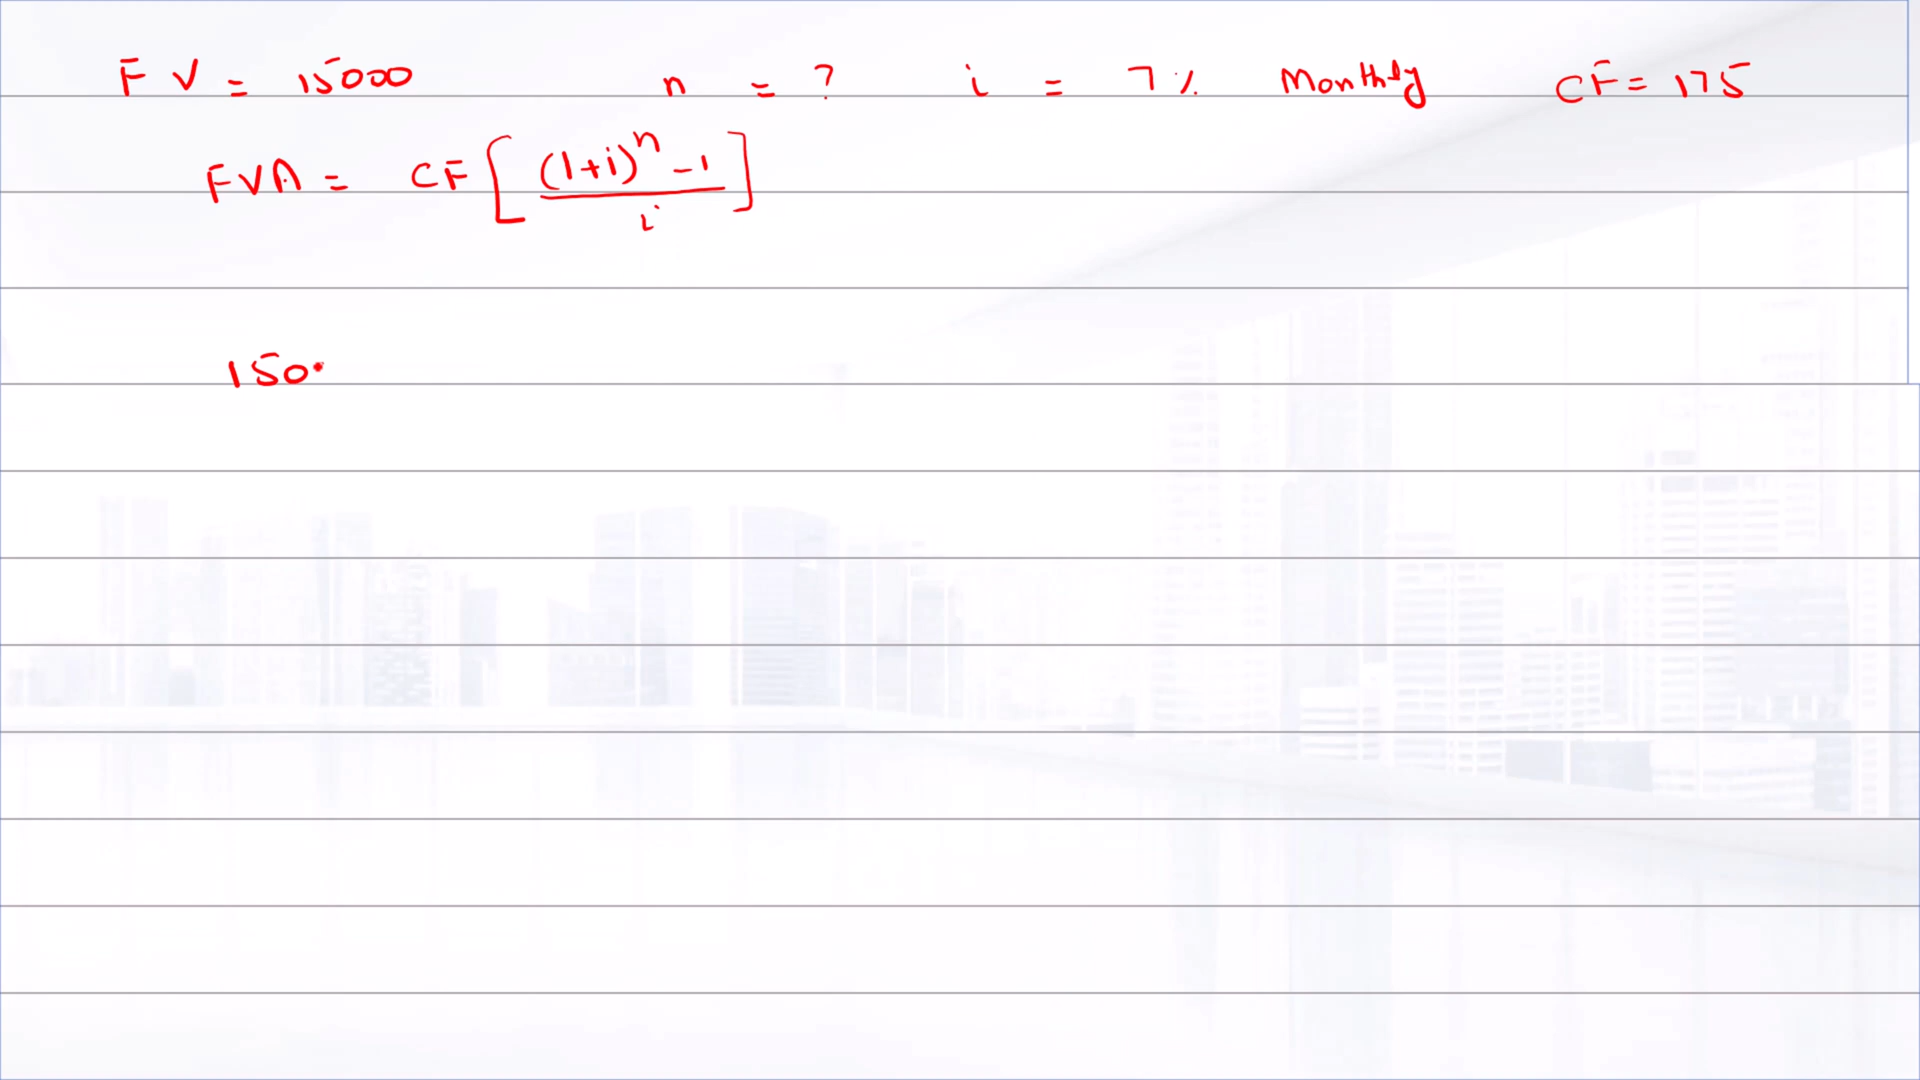 FV = 15000 n = ? i = 7% Monthly CF = 175
FVA = CF [ ((1+i)^n - 1) / i ]
150